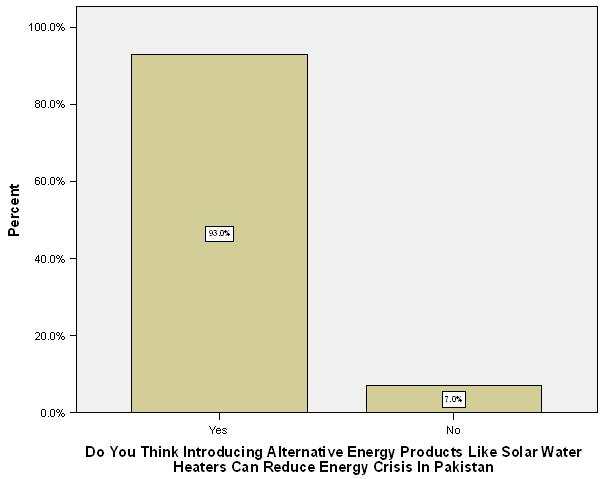 100.0%
80.0%
60.0%
40.0%
20.0%
0.0%
Percent
93.0%
7.0%
Yes
No
Do You Think Introducing Alternative Energy Products Like Solar Water
Heaters Can Reduce Energy Crisis In Pakistan